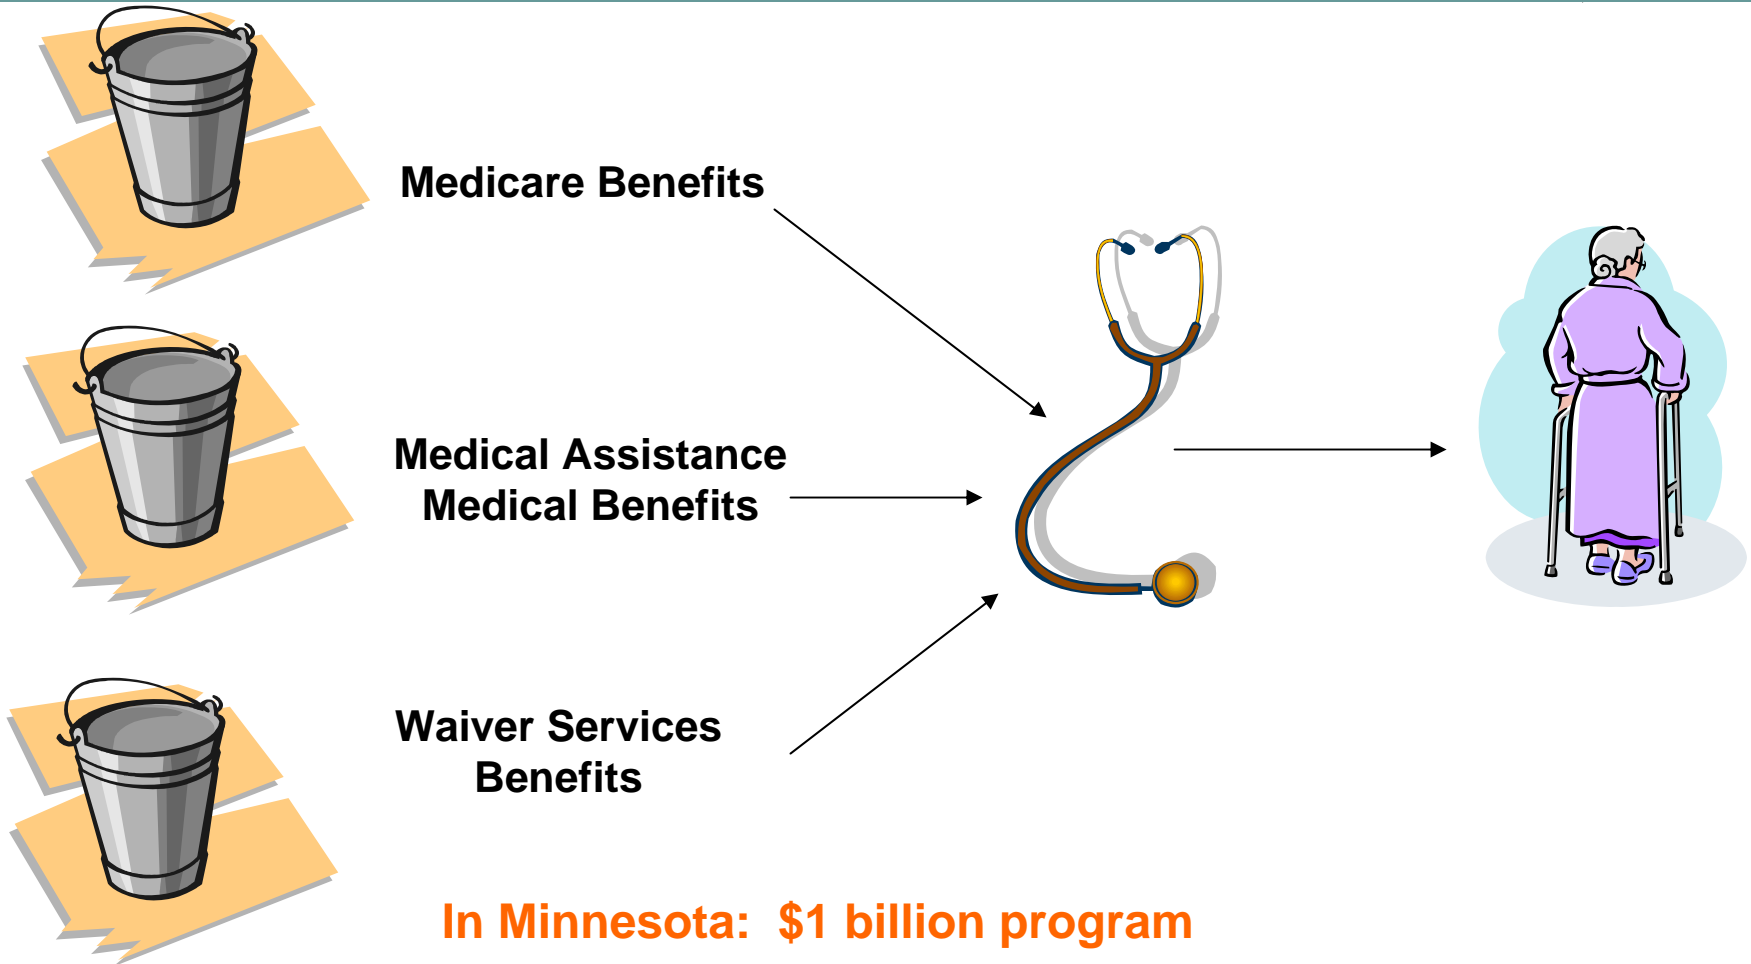 Medicare Benefits
Medical Assistance
Medical Benefits
Waiver Services
Benefits
In Minnesota:  $1 billion program